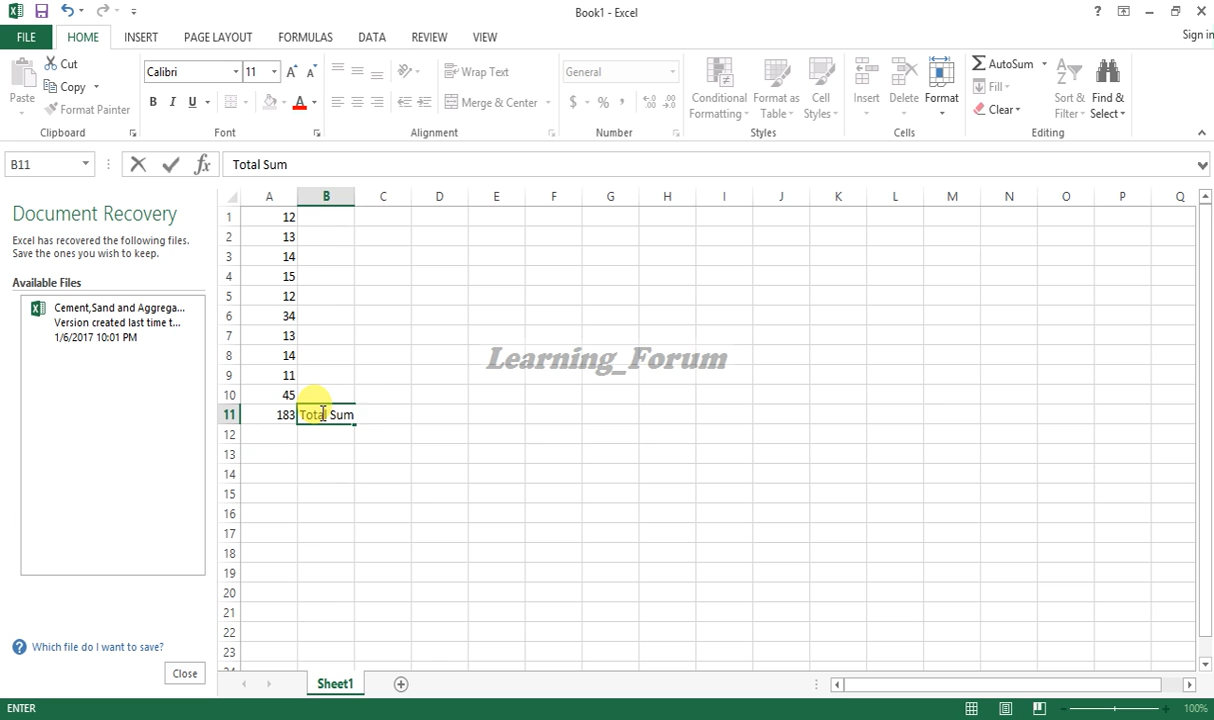 Book1 - Excel
Sign in
FILE HOME INSERT PAGE LAYOUT FORMULAS DATA REVIEW VIEW
Paste
Cut
Copy
Format Painter
Clipboard
Calibri 11
B I U
Font
Wrap Text
Merge & Center
Alignment
General
$ % ,
Number
Conditional Formatting
Format as Table
Cell Styles
Styles
Insert Delete Format
Cells
AutoSum
Fill
Clear
Sort & Filter
Find & Select
Editing
B11 fx Total Sum
Document Recovery
Excel has recovered the following files.
Save the ones you wish to keep.
Available Files
Cement,Sand and Aggrega...
Version created last time t...
1/6/2017 10:01 PM
Which file do I want to save?
Close
A B C D E F G H I J K L M N O P Q
1 12
2 13
3 14
4 15
5 12
6 34
7 13
8 14
9 11
10 45
11 183 Total Sum
12
13
14
15
16
17
18
19
20
21
22
23
Learning_Forum
Sheet1
ENTER
100%